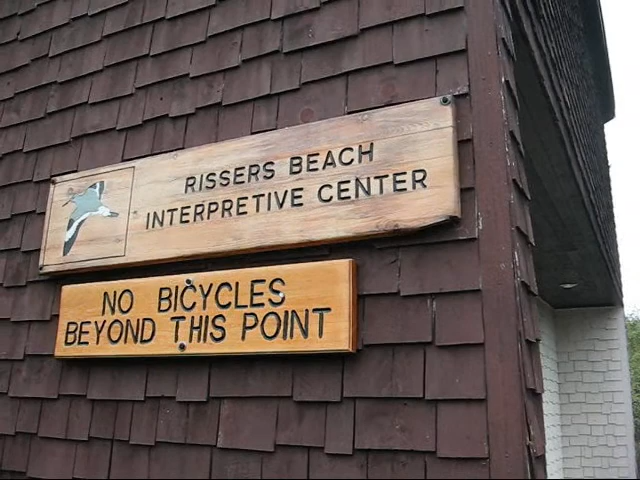 RISSERS BEACH
INTERPRETIVE CENTER
NO BICYCLES
BEYOND THIS POINT